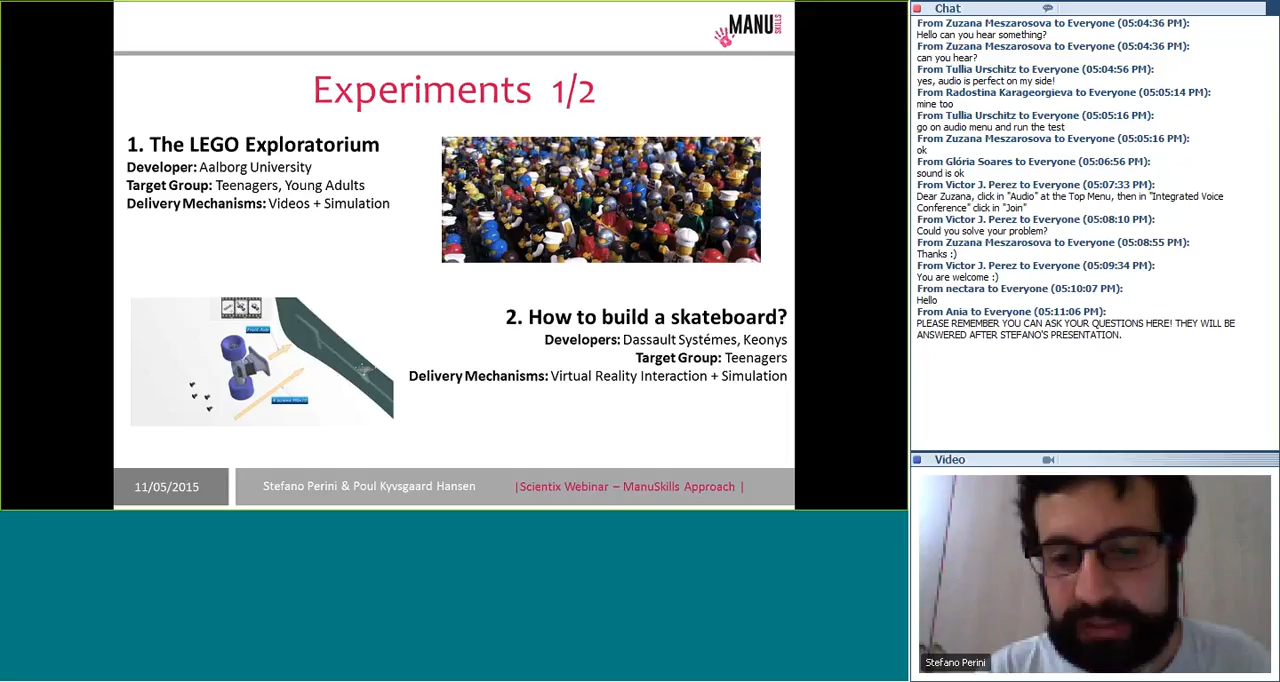 MANU
SKILLS
Experiments 1/2
1. The LEGO Exploratorium
Developer: Aalborg University
Target Group: Teenagers, Young Adults
Delivery Mechanisms: Videos + Simulation
Front Axle
2. How to build a skateboard?
Developers: Dassault Systémes, Keonys
Target Group: Teenagers
Delivery Mechanisms: Virtual Reality Interaction + Simulation
11/05/2015
Stefano Perini & Poul Kyvsgaard Hansen
|Scientix Webinar – ManuSkills Approach |
Chat
From Zuzana Meszarosova to Everyone (05:04:36 PM):
Hello can you hear something?
From Zuzana Meszarosova to Everyone (05:04:36 PM):
can you hear?
From Tullia Urschitz to Everyone (05:04:56 PM):
yes, audio is perfect on my side!
From Radostina Karageorgieva to Everyone (05:05:14 PM):
mine too
From Tullia Urschitz to Everyone (05:05:16 PM):
go on audio menu and run the test
From Zuzana Meszarosova to Everyone (05:05:16 PM):
ok
From Glória Soares to Everyone (05:06:56 PM):
sound is ok
From Victor J. Perez to Everyone (05:07:33 PM):
Dear Zuzana, click in "Audio" at the Top Menu, then in "Integrated Voice
Conference" click in "Join"
From Victor J. Perez to Everyone (05:08:10 PM):
Could you solve your problem?
From Zuzana Meszarosova to Everyone (05:08:55 PM):
Thanks :)
From Victor J. Perez to Everyone (05:09:34 PM):
You are welcome :)
From nectara to Everyone (05:10:07 PM):
Hello
From Ania to Everyone (05:11:06 PM):
PLEASE REMEMBER YOU CAN ASK YOUR QUESTIONS HERE! THEY WILL BE
ANSWERED AFTER STEFANO'S PRESENTATION.
Video
Stefano Perini